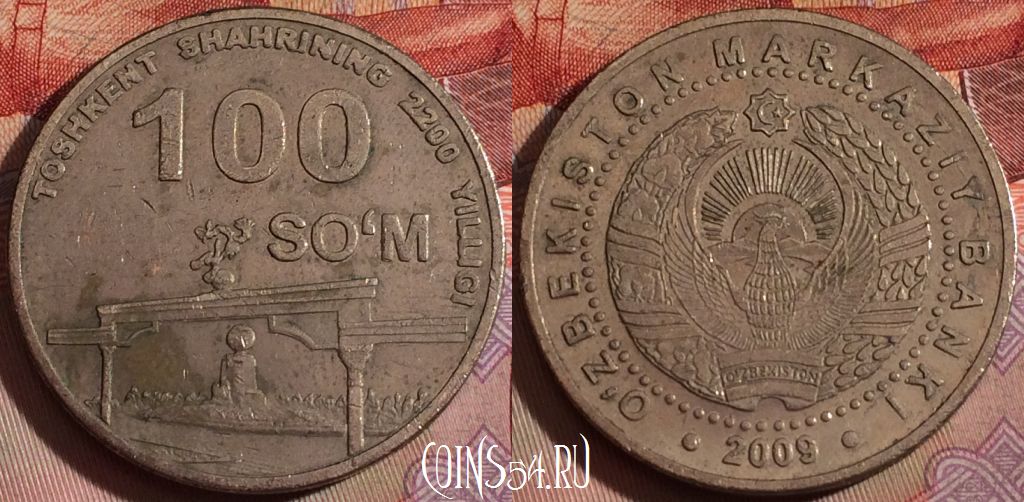 TOSHKENT SHAHRINING 2200 YILLIGI
100
SO‘M
O‘ZBEKISTON MARKAZIY BANKI
O‘ZBEKISTON
• 2009 •
COINS54.RU